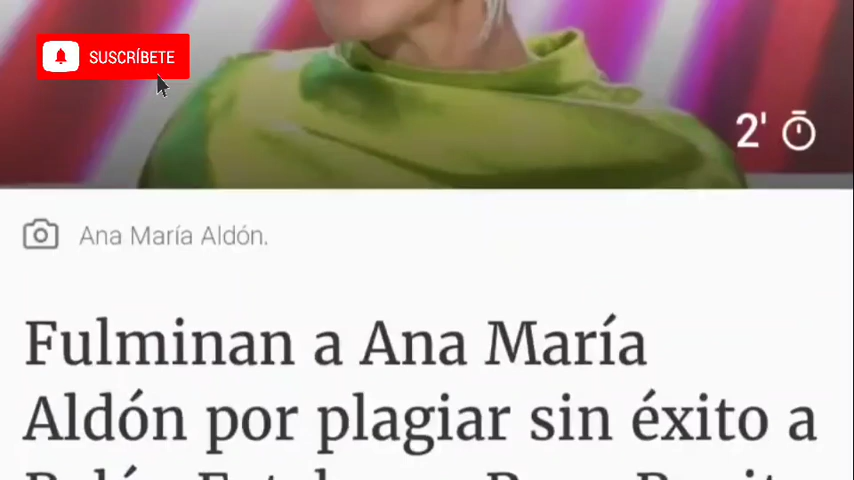 SUSCRÍBETE
2'
Ana María Aldón.
Fulminan a Ana María
Aldón por plagiar sin éxito a